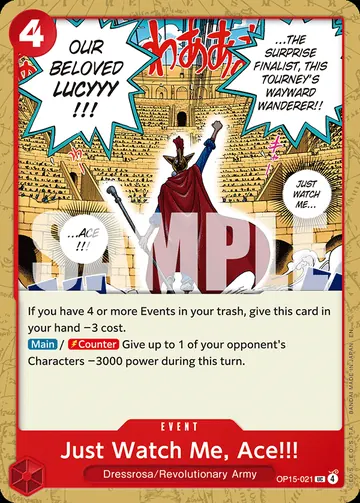 4
OUR
BELOVED
LUCYYY
!!!
わああぁ!!
...THE
SURPRISE
FINALIST, THIS
TOURNEY'S
WAYWARD
WANDERER!!
JUST
WATCH
ME...
...ACE
!!!
SAMPLE
If you have 4 or more Events in your trash, give this card in
your hand −3 cost.
Main / Counter Give up to 1 of your opponent's
Characters −3000 power during this turn.
EVENT
Just Watch Me, Ace!!!
Dressrosa/Revolutionary Army
OP15-021 UC 4